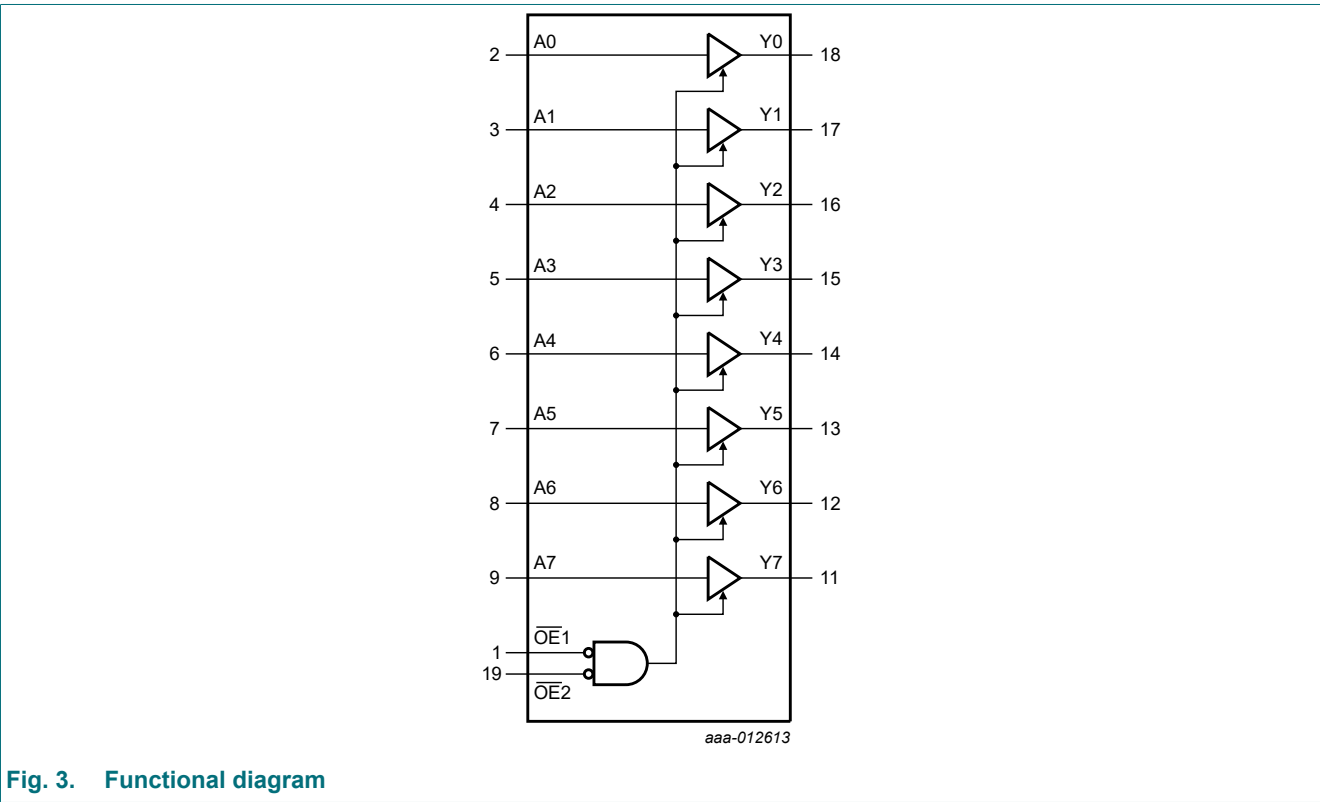 A0 Y0
2 18
A1 Y1
3 17
A2 Y2
4 16
A3 Y3
5 15
A4 Y4
6 14
A5 Y5
7 13
A6 Y6
8 12
A7 Y7
9 11
O̅E̅1
1
19
O̅E̅2
aaa-012613
Fig. 3. Functional diagram